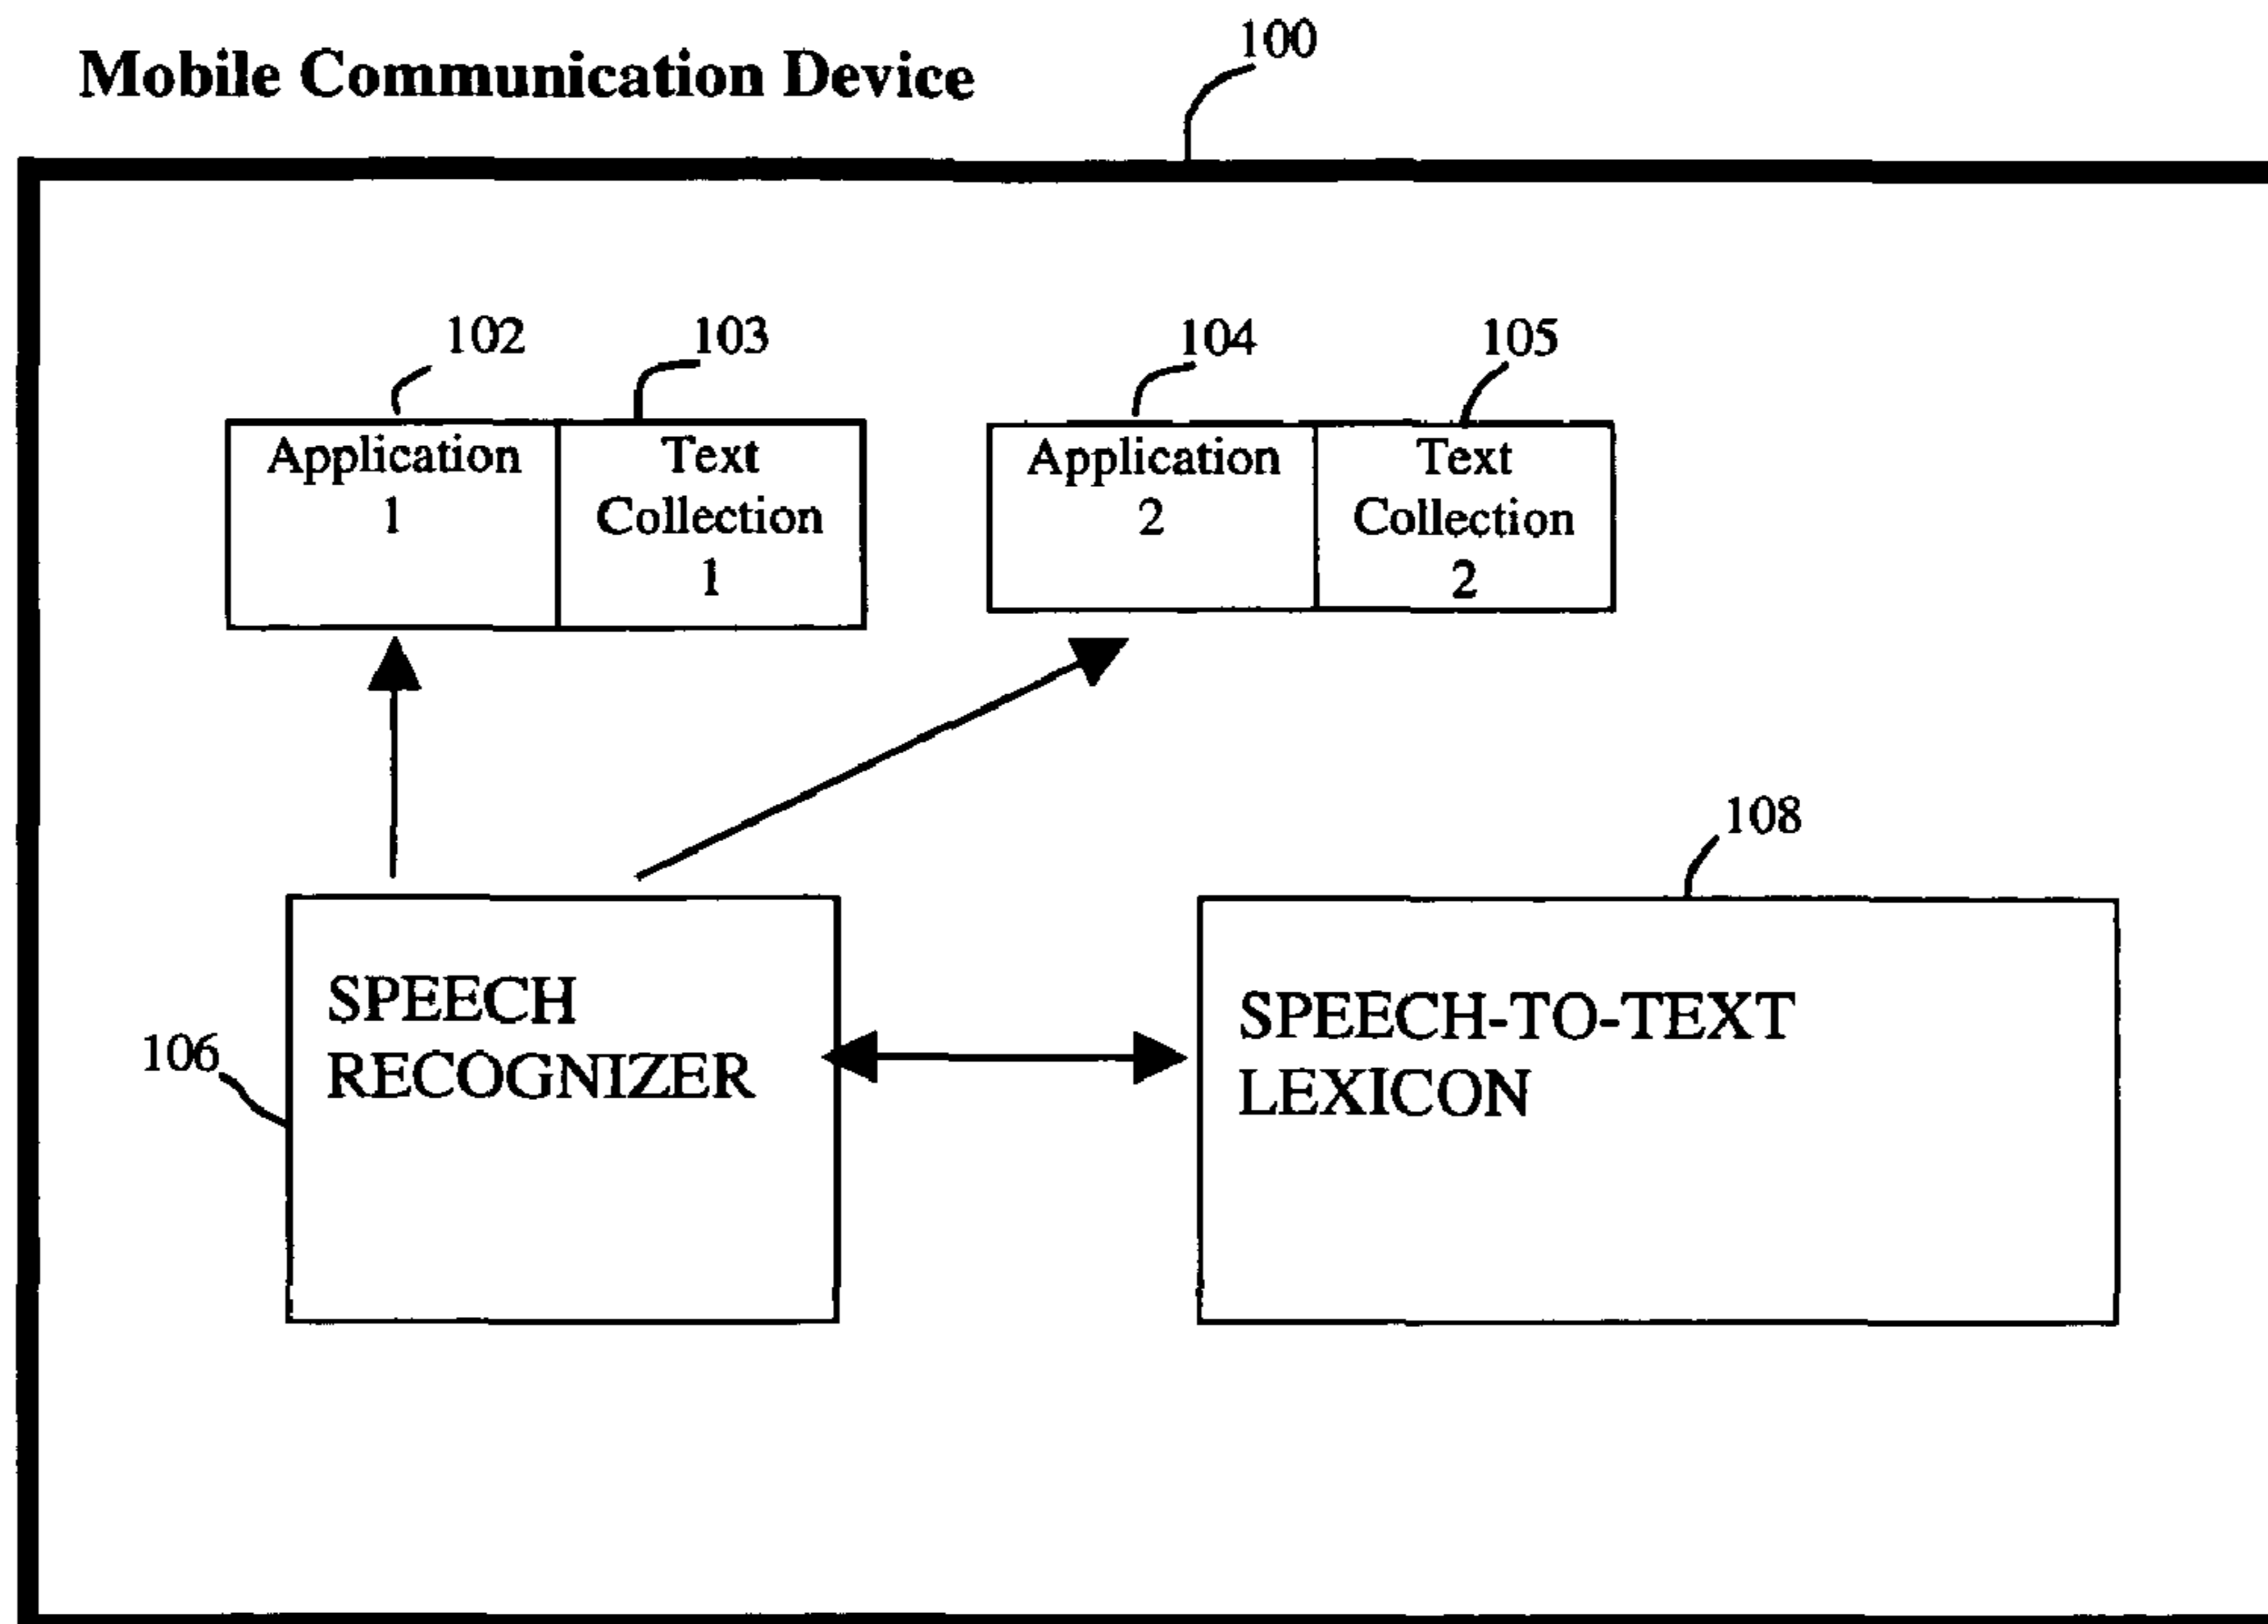 100
Mobile Communication Device
102
103
104
105
Application
1
Text
Collection
1
Application
2
Text
Collection
2
108
106
SPEECH
RECOGNIZER
SPEECH-TO-TEXT
LEXICON